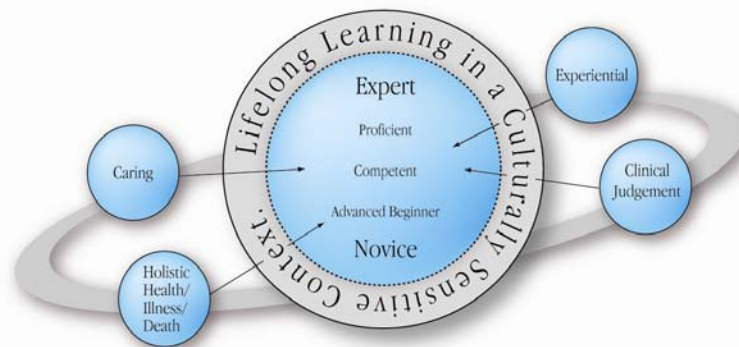 Lifelong Learning in a Culturally Sensitive Context.
Expert
Proficient
Competent
Advanced Beginner
Novice
Caring
Holistic
Health/
Illness/
Death
Experiential
Clinical
Judgement